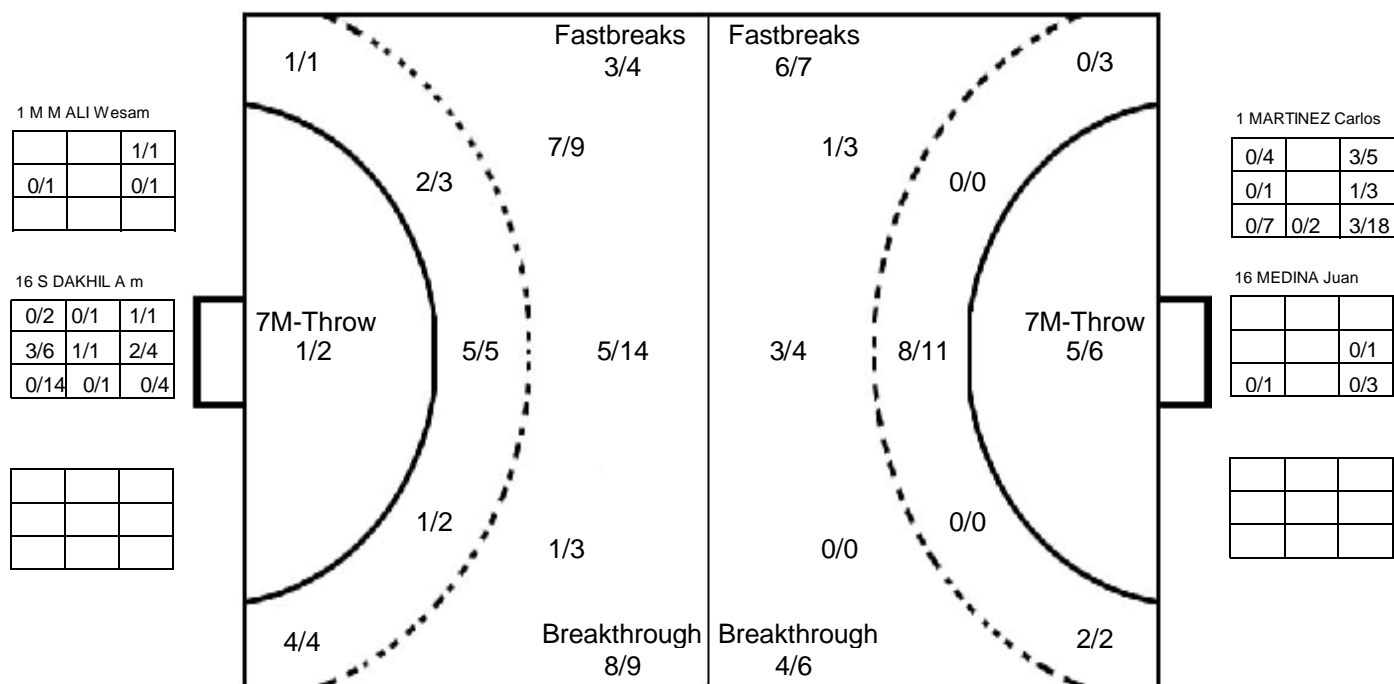 Fastbreaks Fastbreaks
1/1 3/4 6/7 0/3
1 M M ALI Wesam
1/1
0/1 0/1
1 MARTINEZ Carlos
0/4 3/5
0/1 1/3
0/7 0/2 3/18
7/9 1/3
2/3 0/0
16 S DAKHIL A m
0/2 0/1 1/1
3/6 1/1 2/4
0/14 0/1 0/4
16 MEDINA Juan
0/1
0/1 0/3
7M-Throw 7M-Throw
1/2 5/5 5/14 3/4 8/11 5/6
1/2 0/0
1/3 0/0
Breakthrough Breakthrough
4/4 8/9 4/6 2/2